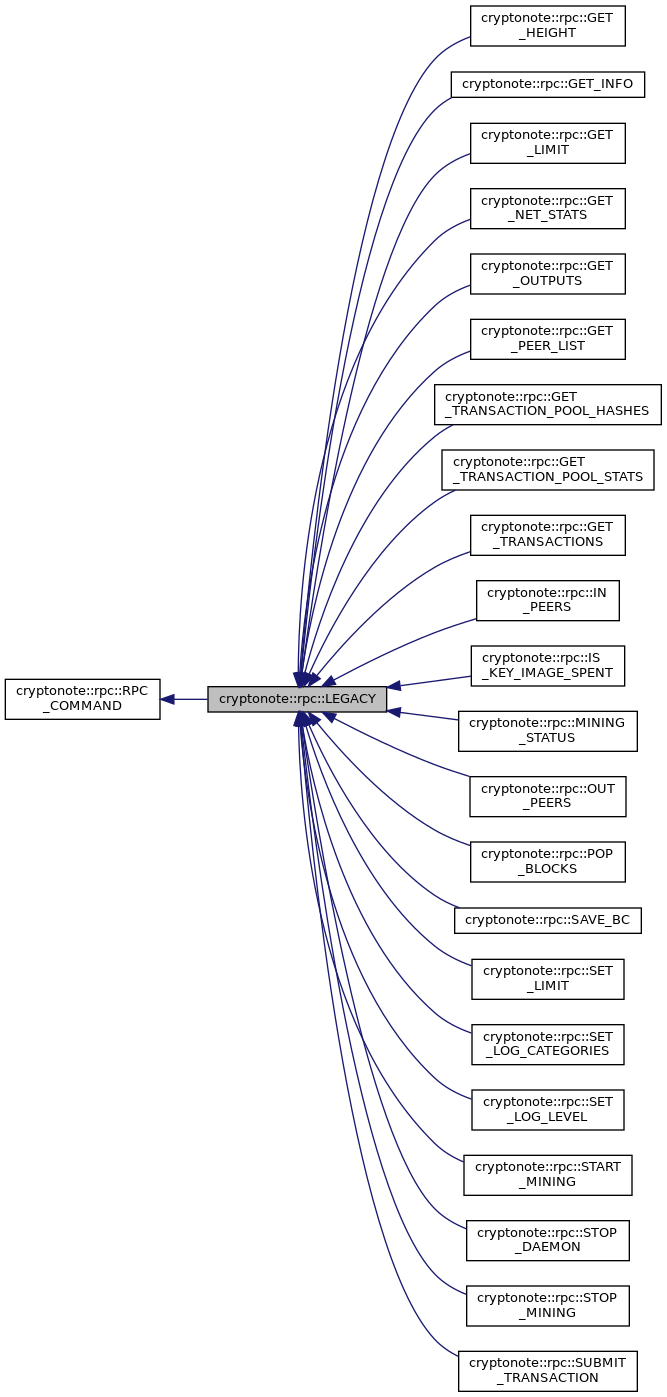 cryptonote::rpc::GET
_HEIGHT
cryptonote::rpc::GET_INFO
cryptonote::rpc::GET
_LIMIT
cryptonote::rpc::GET
_NET_STATS
cryptonote::rpc::GET
_OUTPUTS
cryptonote::rpc::GET
_PEER_LIST
cryptonote::rpc::GET
_TRANSACTION_POOL_HASHES
cryptonote::rpc::GET
_TRANSACTION_POOL_STATS
cryptonote::rpc::GET
_TRANSACTIONS
cryptonote::rpc::IN
_PEERS
cryptonote::rpc::IS
_KEY_IMAGE_SPENT
cryptonote::rpc::RPC
_COMMAND
cryptonote::rpc::LEGACY
cryptonote::rpc::MINING
_STATUS
cryptonote::rpc::OUT
_PEERS
cryptonote::rpc::POP
_BLOCKS
cryptonote::rpc::SAVE_BC
cryptonote::rpc::SET
_LIMIT
cryptonote::rpc::SET
_LOG_CATEGORIES
cryptonote::rpc::SET
_LOG_LEVEL
cryptonote::rpc::START
_MINING
cryptonote::rpc::STOP
_DAEMON
cryptonote::rpc::STOP
_MINING
cryptonote::rpc::SUBMIT
_TRANSACTION